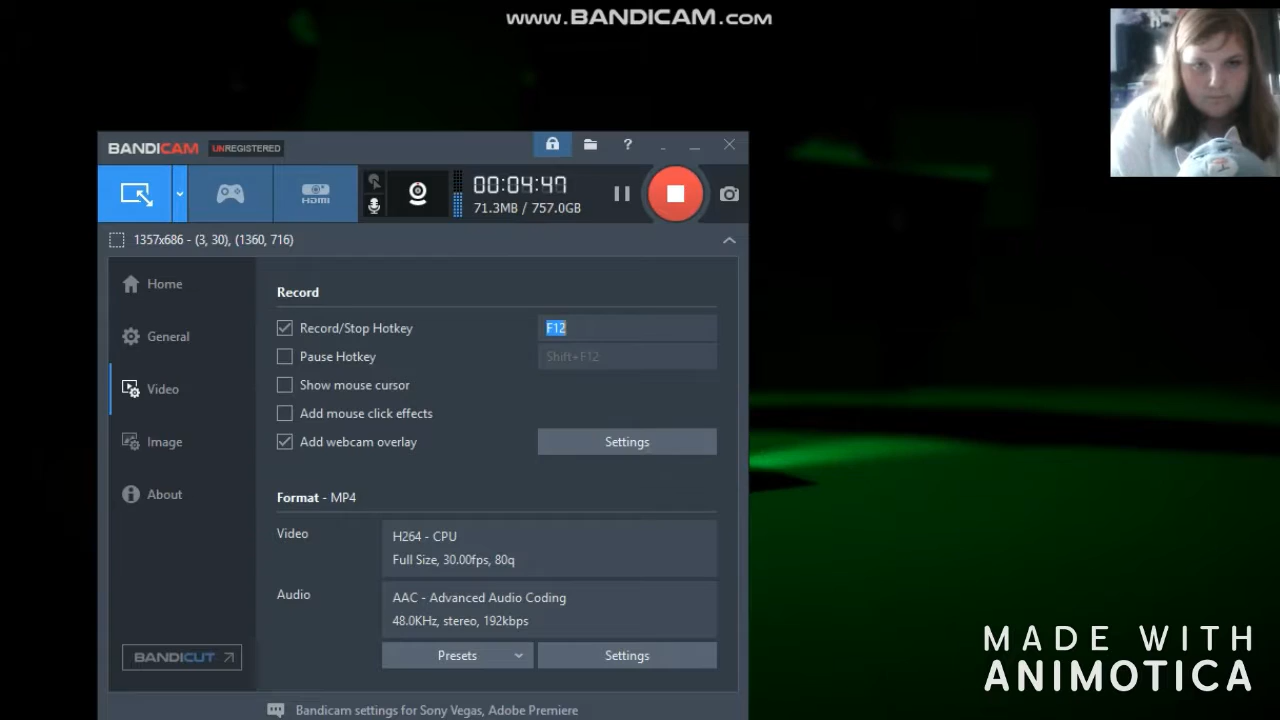 www.BANDICAM.com
BANDICAM UNREGISTERED ?
HDMI
00:04:47
71.3MB / 757.0GB
1357x686 - (3, 30), (1360, 716)
Home
General
Video
Image
About
BANDICUT
Record
Record/Stop Hotkey F12
Pause Hotkey Shift+F12
Show mouse cursor
Add mouse click effects
Add webcam overlay Settings
Format - MP4
Video H264 - CPU
Full Size, 30.00fps, 80q
Audio AAC - Advanced Audio Coding
48.0KHz, stereo, 192kbps
Presets Settings
Bandicam settings for Sony Vegas, Adobe Premiere
MADE WITH
ANIMOTICA